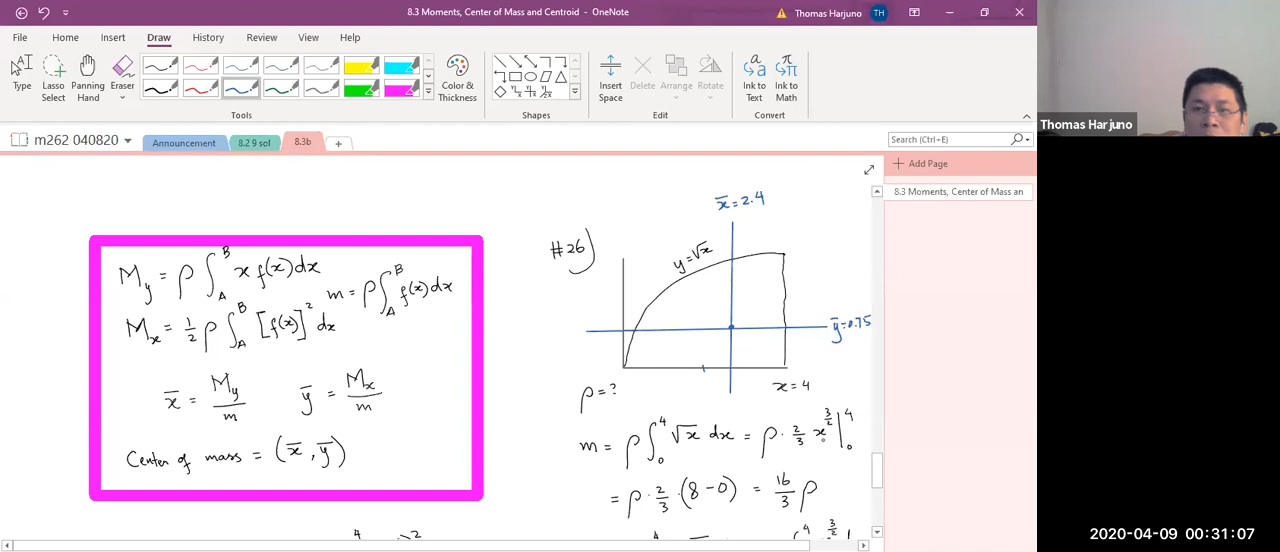 8.3 Moments, Center of Mass and Centroid - OneNote
Thomas Harjuno TH
File Home Insert Draw History Review View Help
Type Lasso Select Panning Hand Eraser
Color & Thickness
Insert Space Delete Arrange Rotate
Ink to Text Ink to Math
Tools Shapes Edit Convert
Thomas Harjuno
m262 040820 Announcement 8.2 9 sol 8.3b +
Search (Ctrl+E)
+ Add Page
8.3 Moments, Center of Mass an
M_y = ρ ∫_A^B x f(x) dx
m = ρ ∫_A^B f(x) dx
M_x = ½ ρ ∫_A^B [f(x)]² dx
x̄ = M_y/m ȳ = M_x/m
Center of mass = (x̄, ȳ)
x̄ = 2.4
#26)
y = √x
ȳ = 0.75
ρ = ?
x = 4
m = ρ ∫_0^4 √x dx = ρ · 2/3 x^(3/2) |_0^4
= ρ · 2/3 · (8 - 0) = 16/3 ρ
2020-04-09 00:31:07